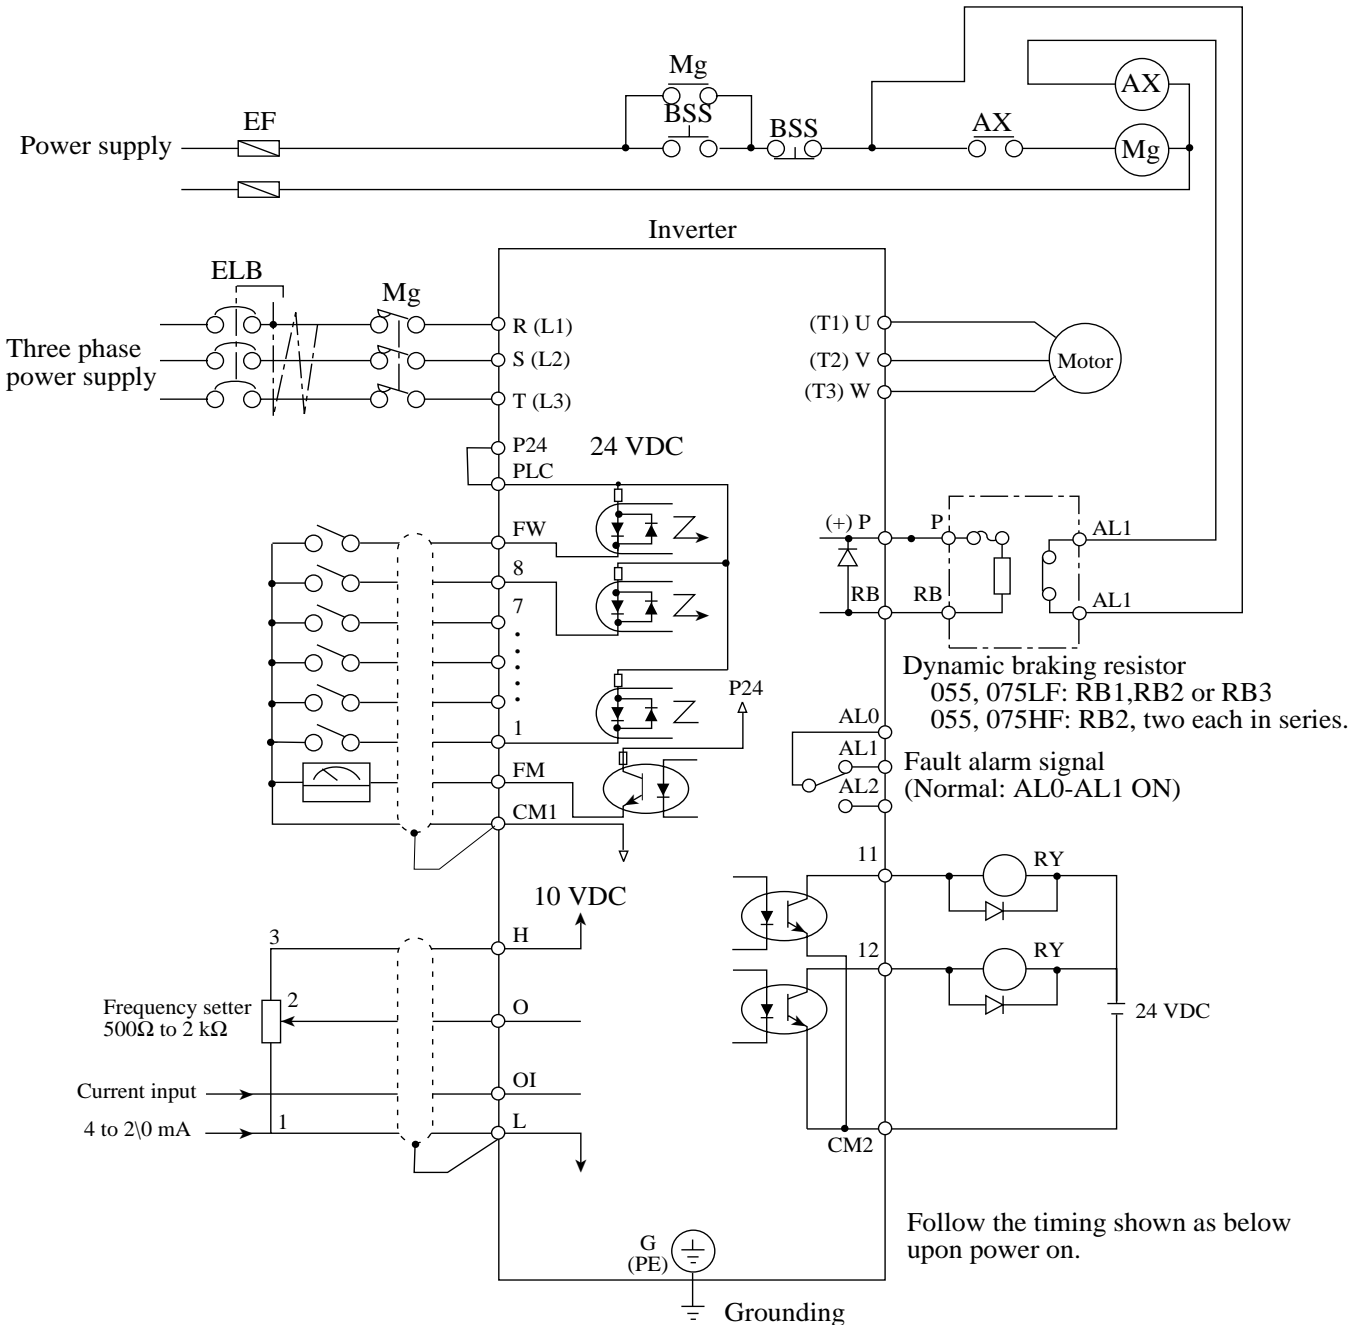 Mg
AX
EF
BSS
BSS
AX
Mg
Power supply
Inverter
ELB
Mg
R (L1)
(T1) U
Three phase
power supply
S (L2)
(T2) V
Motor
T (L3)
(T3) W
P24
24 VDC
PLC
FW
(+) P
P
AL1
8
RB
RB
AL1
7
Dynamic braking resistor
055, 075LF: RB1,RB2 or RB3
055, 075HF: RB2, two each in series.
P24
AL0
1
AL1
Fault alarm signal
(Normal: AL0-AL1 ON)
FM
AL2
CM1
11
RY
10 VDC
3
H
12
RY
Frequency setter
500Ω to 2 kΩ
2
O
24 VDC
Current input
OI
4 to 2\0 mA
1
L
CM2
Follow the timing shown as below
upon power on.
G
(PE)
Grounding